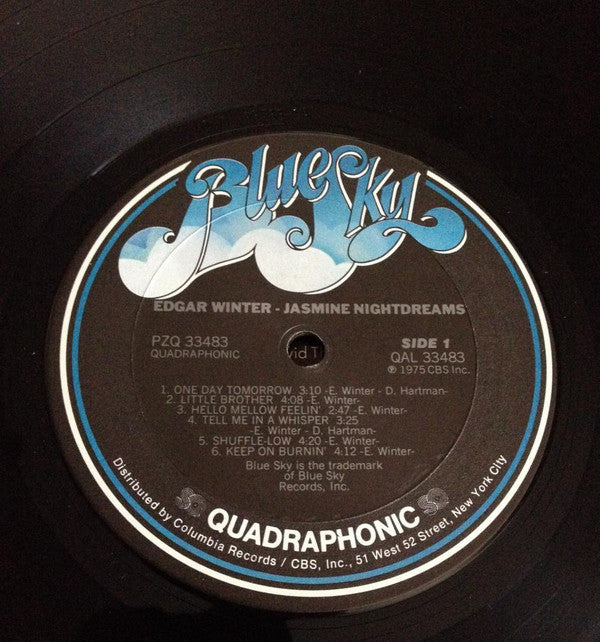 Blue Sky
EDGAR WINTER - JASMINE NIGHTDREAMS
PZQ 33483
QUADRAPHONIC
SIDE 1
QAL 33483
℗ 1975 CBS Inc.
vid T
1. ONE DAY TOMORROW 3:10 -E. Winter - D. Hartman-
2. LITTLE BROTHER 4:08 -E. Winter-
3. HELLO MELLOW FEELIN' 2:47 -E. Winter-
4. TELL ME IN A WHISPER 3:25
-E. Winter - D. Hartman-
5. SHUFFLE-LOW 4:20 -E. Winter-
6. KEEP ON BURNIN' 4:12 -E. Winter-
Blue Sky is the trademark
of Blue Sky
Records, Inc.
QUADRAPHONIC
Distributed by Columbia Records / CBS, Inc., 51 West 52 Street, New York City